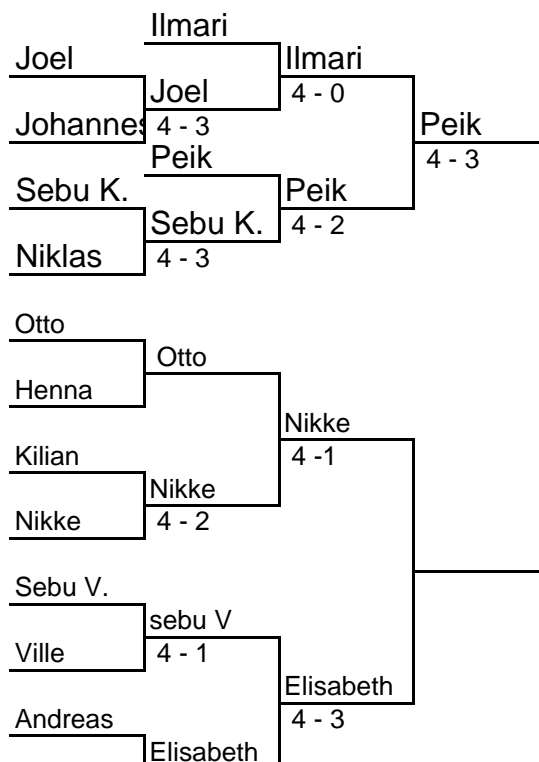 Ilmari
Joel
Ilmari
Joel
4 - 0
Johannes
4 - 3
Peik
Peik
4 - 3
Sebu K.
Peik
Sebu K.
4 - 2
Niklas
4 - 3
Otto
Otto
Henna
Nikke
Kilian
4 -1
Nikke
Nikke
4 - 2
Sebu V.
sebu V
Ville
4 - 1
Elisabeth
Andreas
4 - 3
Elisabeth